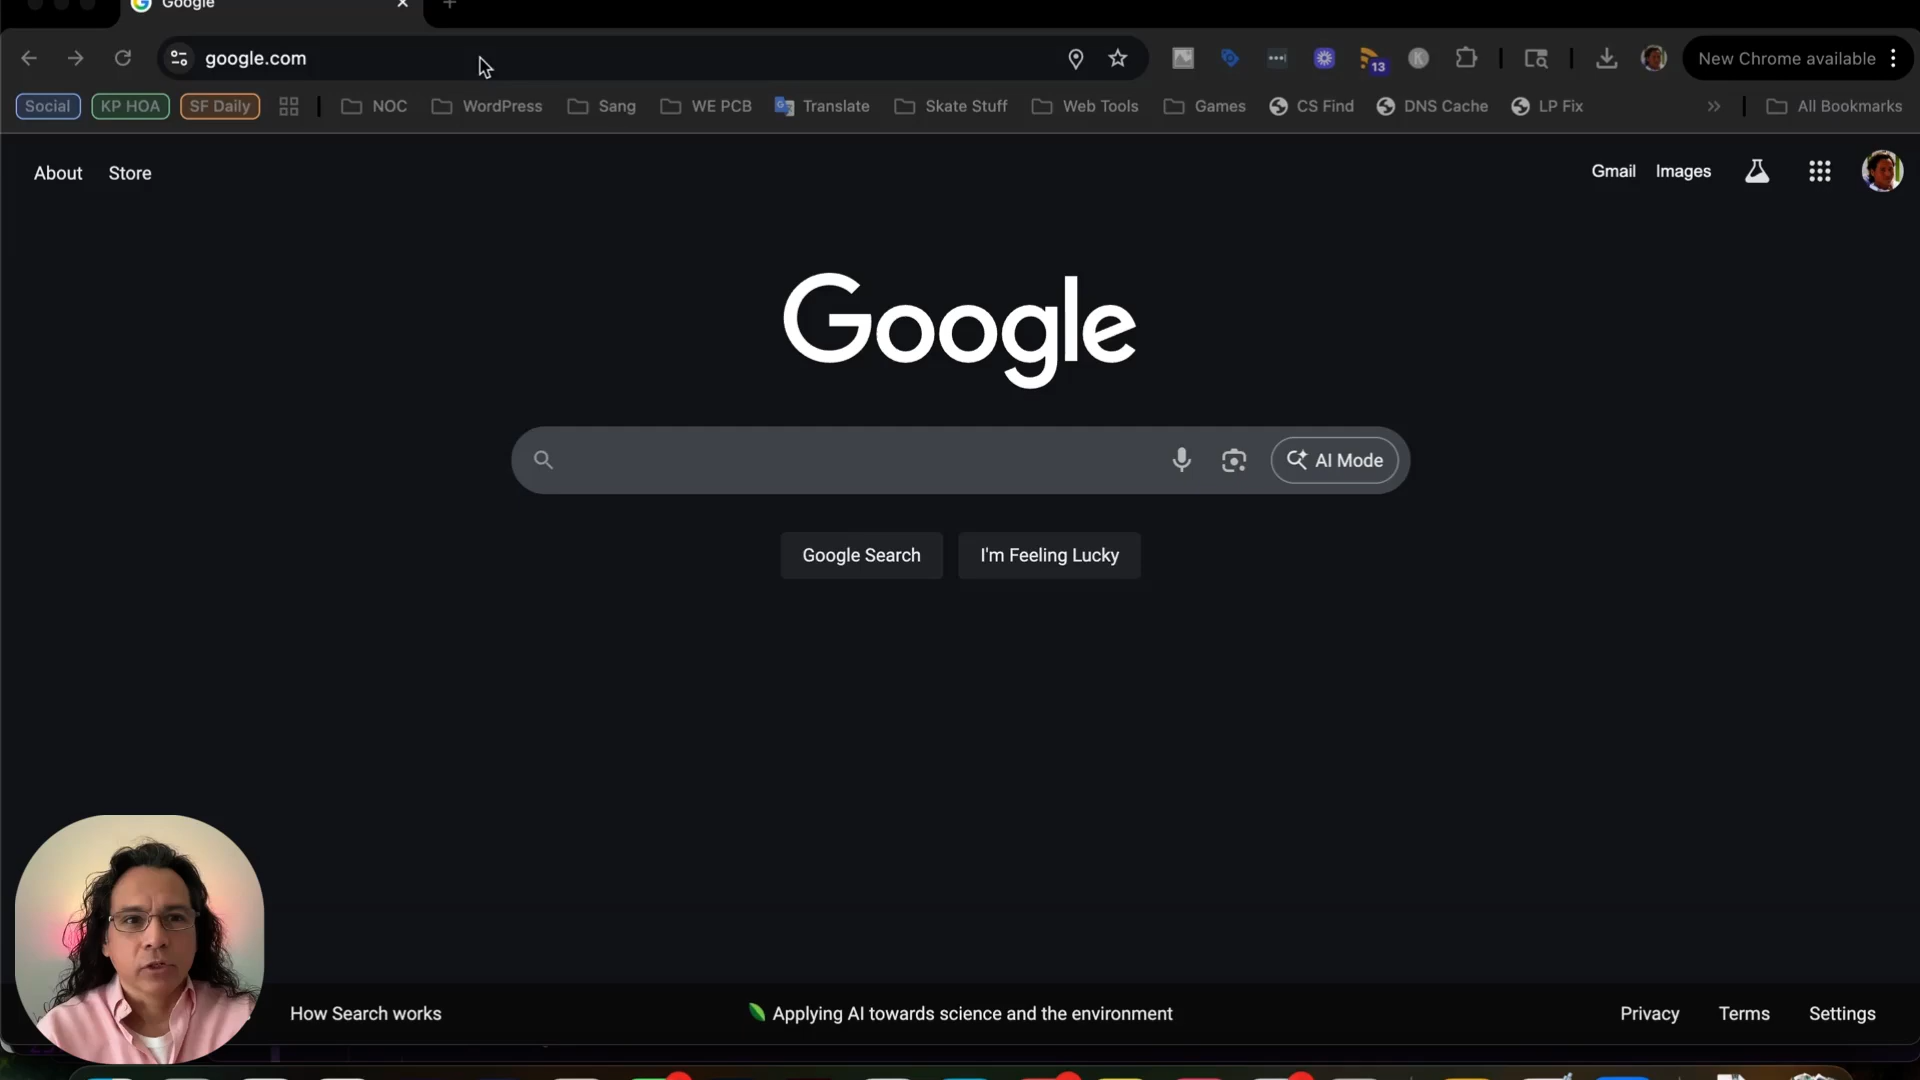 Google
google.com
13
New Chrome available
Social
KP HOA
SF Daily
NOC
WordPress
Sang
WE PCB
Translate
Skate Stuff
Web Tools
Games
CS Find
DNS Cache
LP Fix
All Bookmarks
About
Store
Gmail
Images
Google
AI Mode
Google Search
I'm Feeling Lucky
How Search works
Applying AI towards science and the environment
Privacy
Terms
Settings